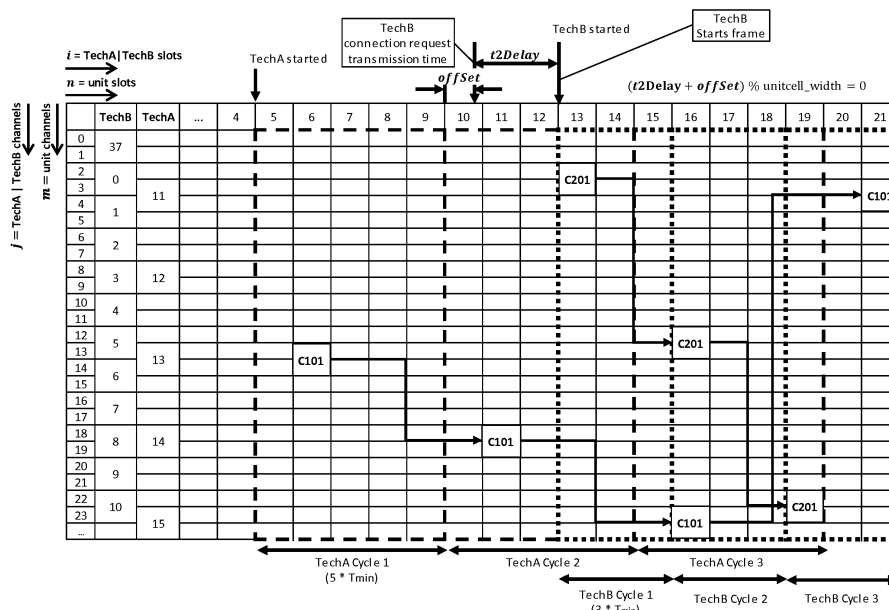 TechB
connection request
transmission time
t2Delay
TechB started
TechB
Starts frame
i = TechA|TechB slots
TechA started
n = unit slots
offSet
(t2Delay + offSet) % unitcell_width = 0
j = TechA | TechB channels
m = unit channels
TechB TechA ... 4 5 6 7 8 9 10 11 12 13 14 15 16 17 18 19 20 21
0
37
1
2 C201
0
3
11 C101
4
1
5
6
2
7
8
3 12
9
10
4
11
12
5 C201
13
13 C101
14
6
15
16
7
17
18
8 14 C101
19
20
9
21
22
10 C201
23
15 C101
...
TechA Cycle 1 TechA Cycle 2 TechA Cycle 3
(5 * Tmin)
TechB Cycle 1 TechB Cycle 2 TechB Cycle 3
(3 * Tmin)